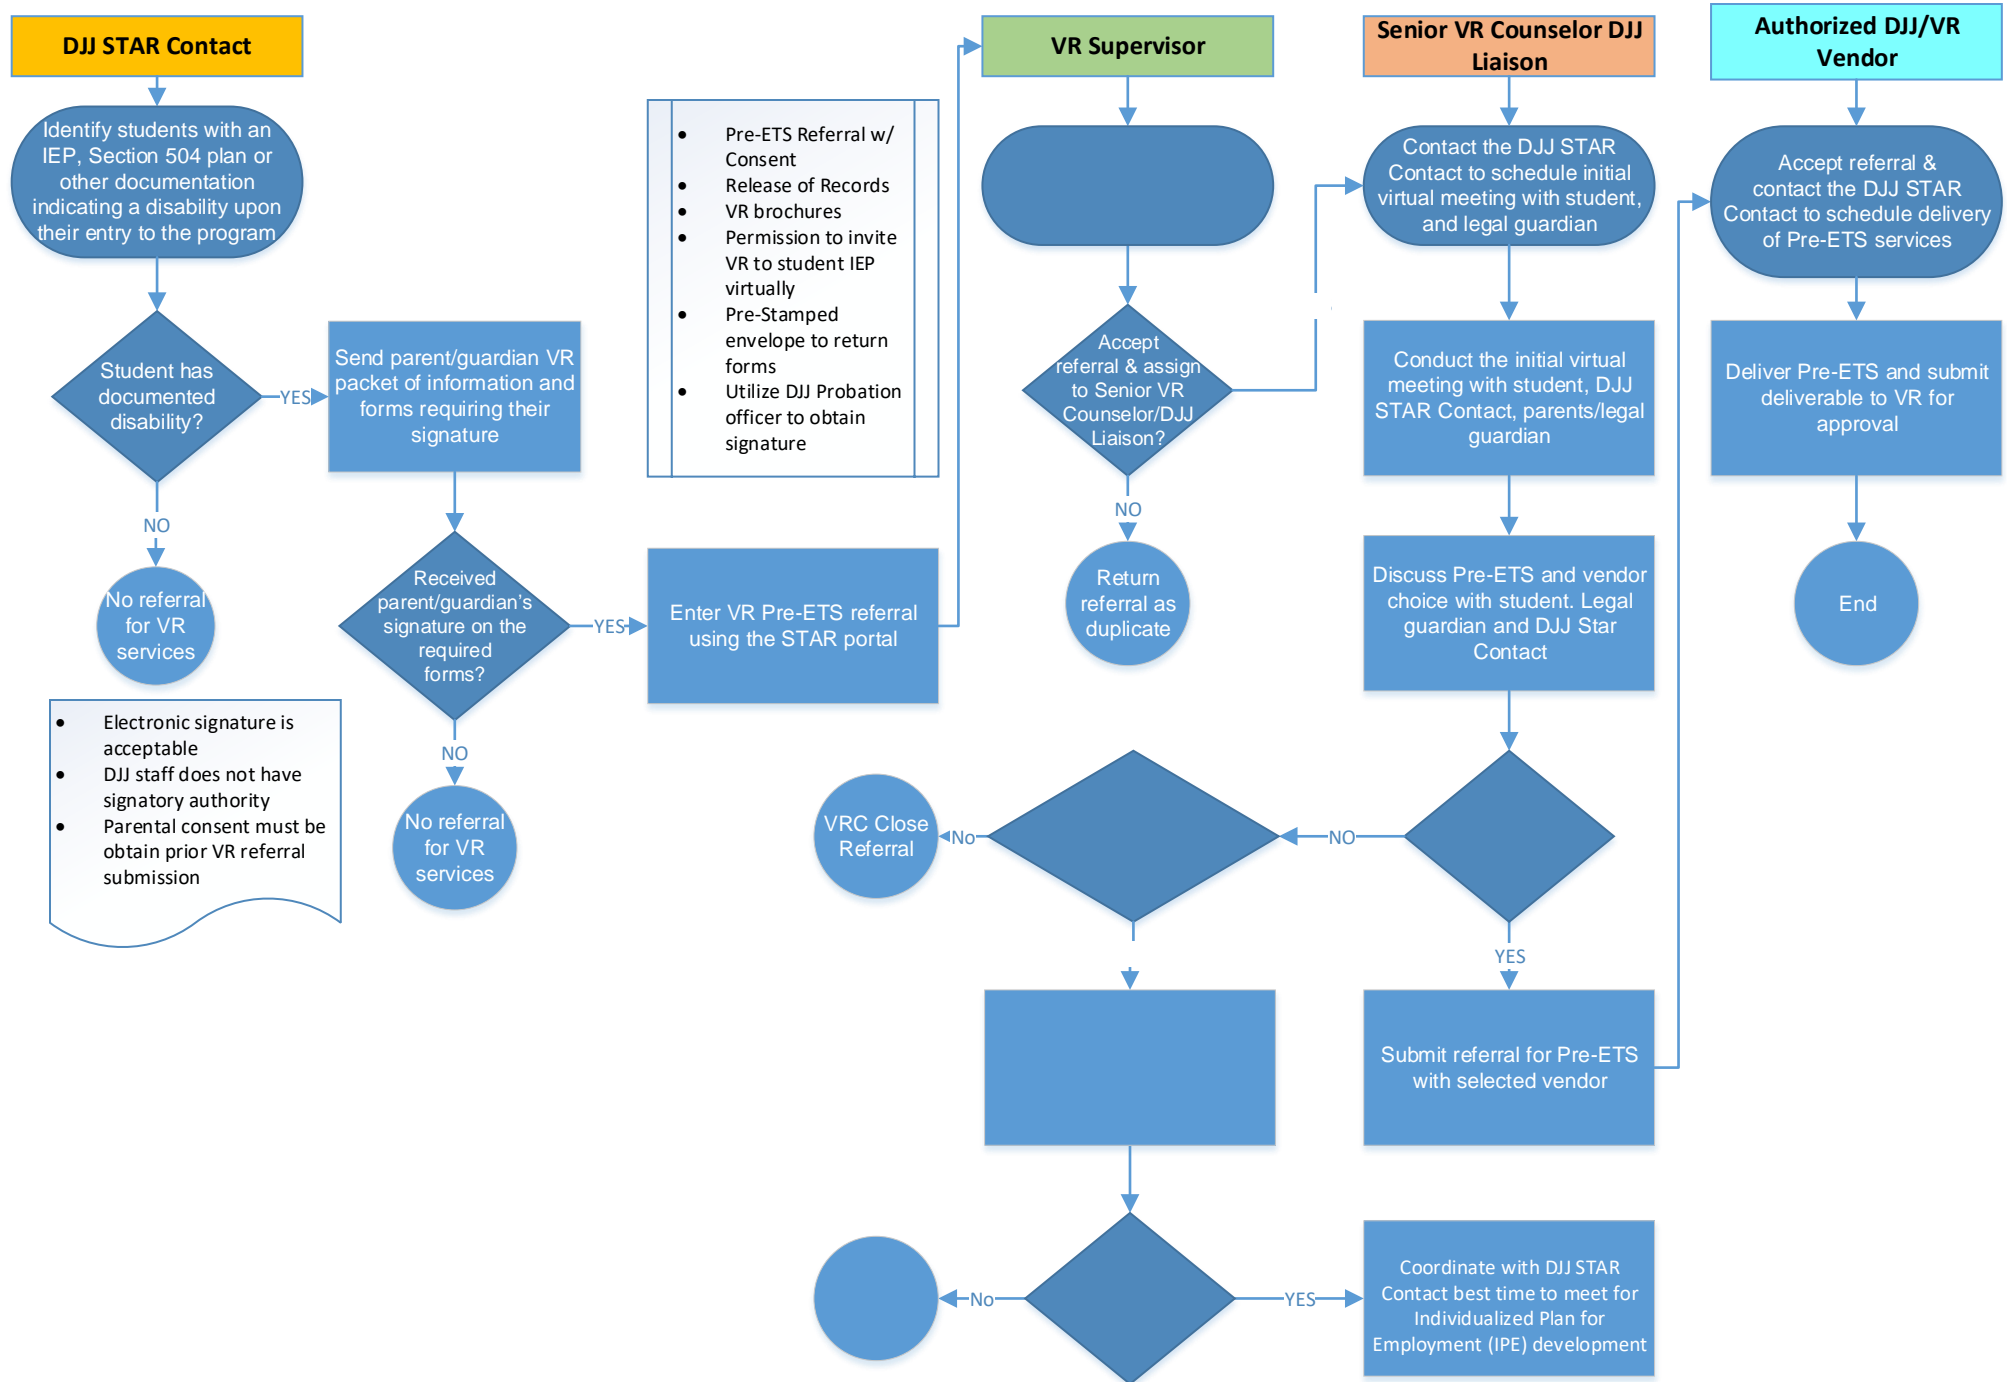 DJJ STAR Contact
Identify students with an
IEP, Section 504 plan or
other documentation
indicating a disability upon
their entry to the program
Student has
documented
disability?
YES
NO
No referral
for VR
services
• Electronic signature is
acceptable
• DJJ staff does not have
signatory authority
• Parental consent must be
obtain prior VR referral
submission
Send parent/guardian VR
packet of information and
forms requiring their
signature
Received
parent/guardian’s
signature on the
required
forms?
YES
NO
No referral
for VR
services
• Pre-ETS Referral w/
Consent
• Release of Records
• VR brochures
• Permission to invite
VR to student IEP
virtually
• Pre-Stamped
envelope to return
forms
• Utilize DJJ Probation
officer to obtain
signature
Enter VR Pre-ETS referral
using the STAR portal
VR Supervisor
Accept
referral & assign
to Senior VR
Counselor/DJJ
Liaison?
NO
Return
referral as
duplicate
Senior VR Counselor DJJ
Liaison
Contact the DJJ STAR
Contact to schedule initial
virtual meeting with student,
and legal guardian
Conduct the initial virtual
meeting with student, DJJ
STAR Contact, parents/legal
guardian
Discuss Pre-ETS and vendor
choice with student. Legal
guardian and DJJ Star
Contact
NO
No
VRC Close
Referral
YES
Submit referral for Pre-ETS
with selected vendor
No
YES
Coordinate with DJJ STAR
Contact best time to meet for
Individualized Plan for
Employment (IPE) development
Authorized DJJ/VR
Vendor
Accept referral &
contact the DJJ STAR
Contact to schedule delivery
of Pre-ETS services
Deliver Pre-ETS and submit
deliverable to VR for
approval
End